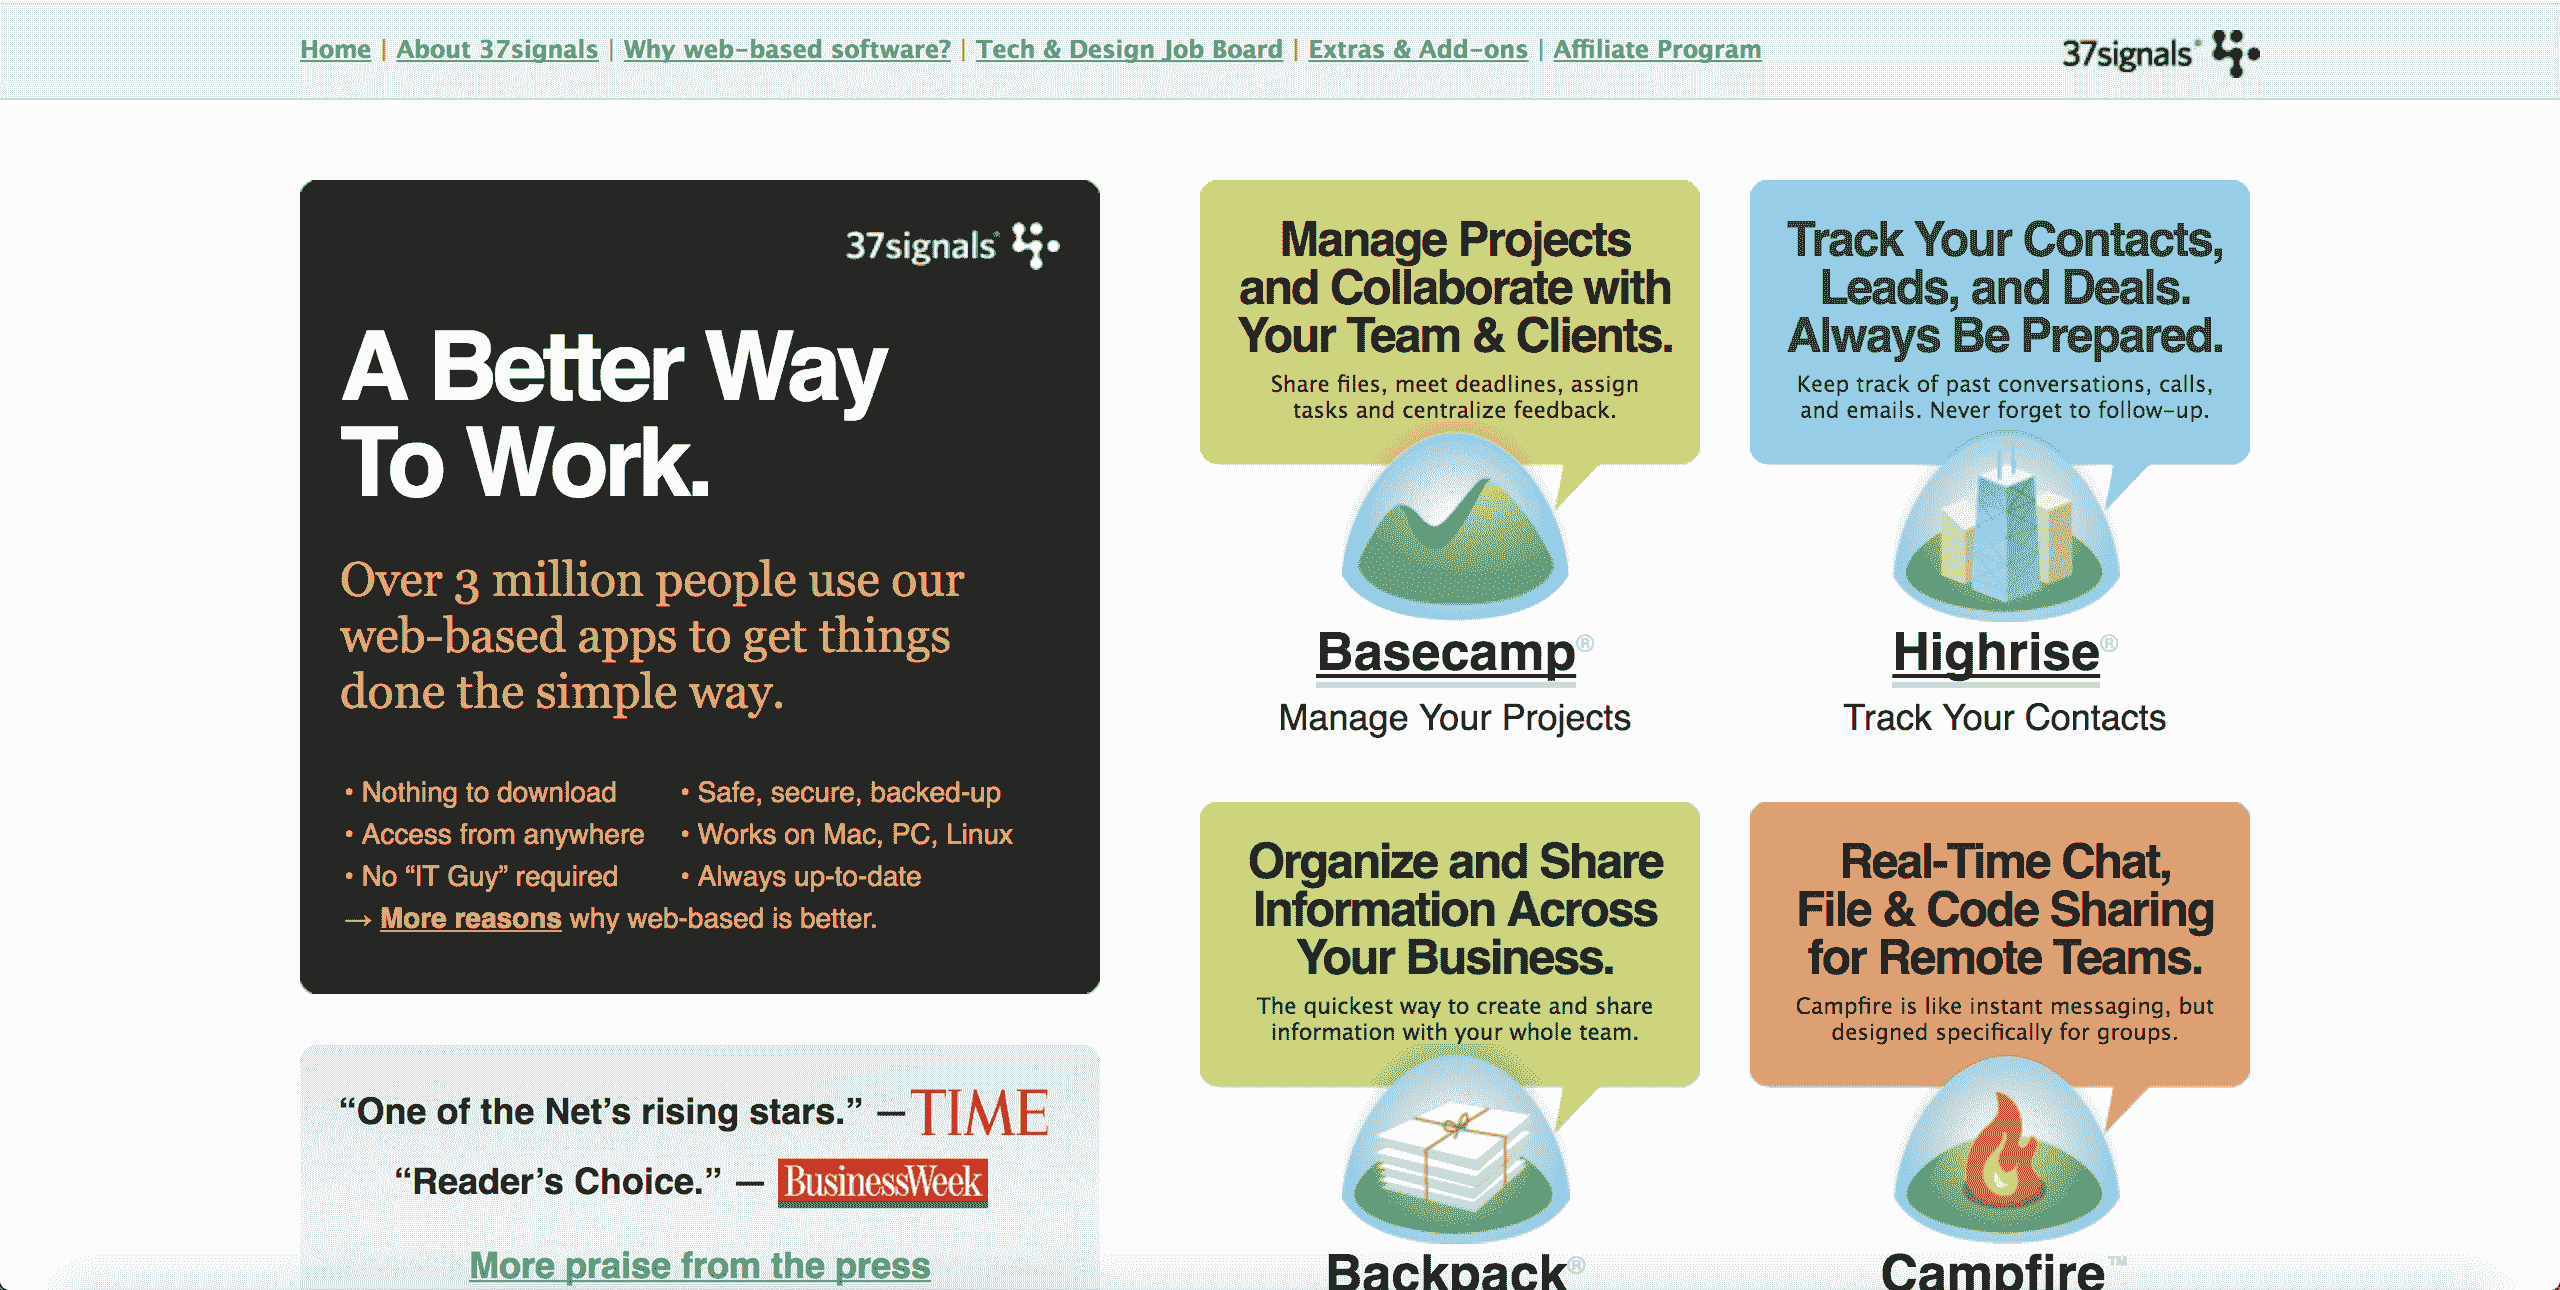 Home | About 37signals | Why web-based software? | Tech & Design Job Board | Extras & Add-ons | Affiliate Program
37signals®
37signals®
A Better Way
To Work.
Over 3 million people use our
web-based apps to get things
done the simple way.
• Nothing to download
• Access from anywhere
• No “IT Guy” required
• Safe, secure, backed-up
• Works on Mac, PC, Linux
• Always up-to-date
→ More reasons why web-based is better.
“One of the Net’s rising stars.” — TIME
“Reader’s Choice.” — BusinessWeek
More praise from the press
Manage Projects
and Collaborate with
Your Team & Clients.
Share files, meet deadlines, assign
tasks and centralize feedback.
Basecamp®
Manage Your Projects
Track Your Contacts,
Leads, and Deals.
Always Be Prepared.
Keep track of past conversations, calls,
and emails. Never forget to follow-up.
Highrise®
Track Your Contacts
Organize and Share
Information Across
Your Business.
The quickest way to create and share
information with your whole team.
Backpack®
Real-Time Chat,
File & Code Sharing
for Remote Teams.
Campfire is like instant messaging, but
designed specifically for groups.
Campfire™